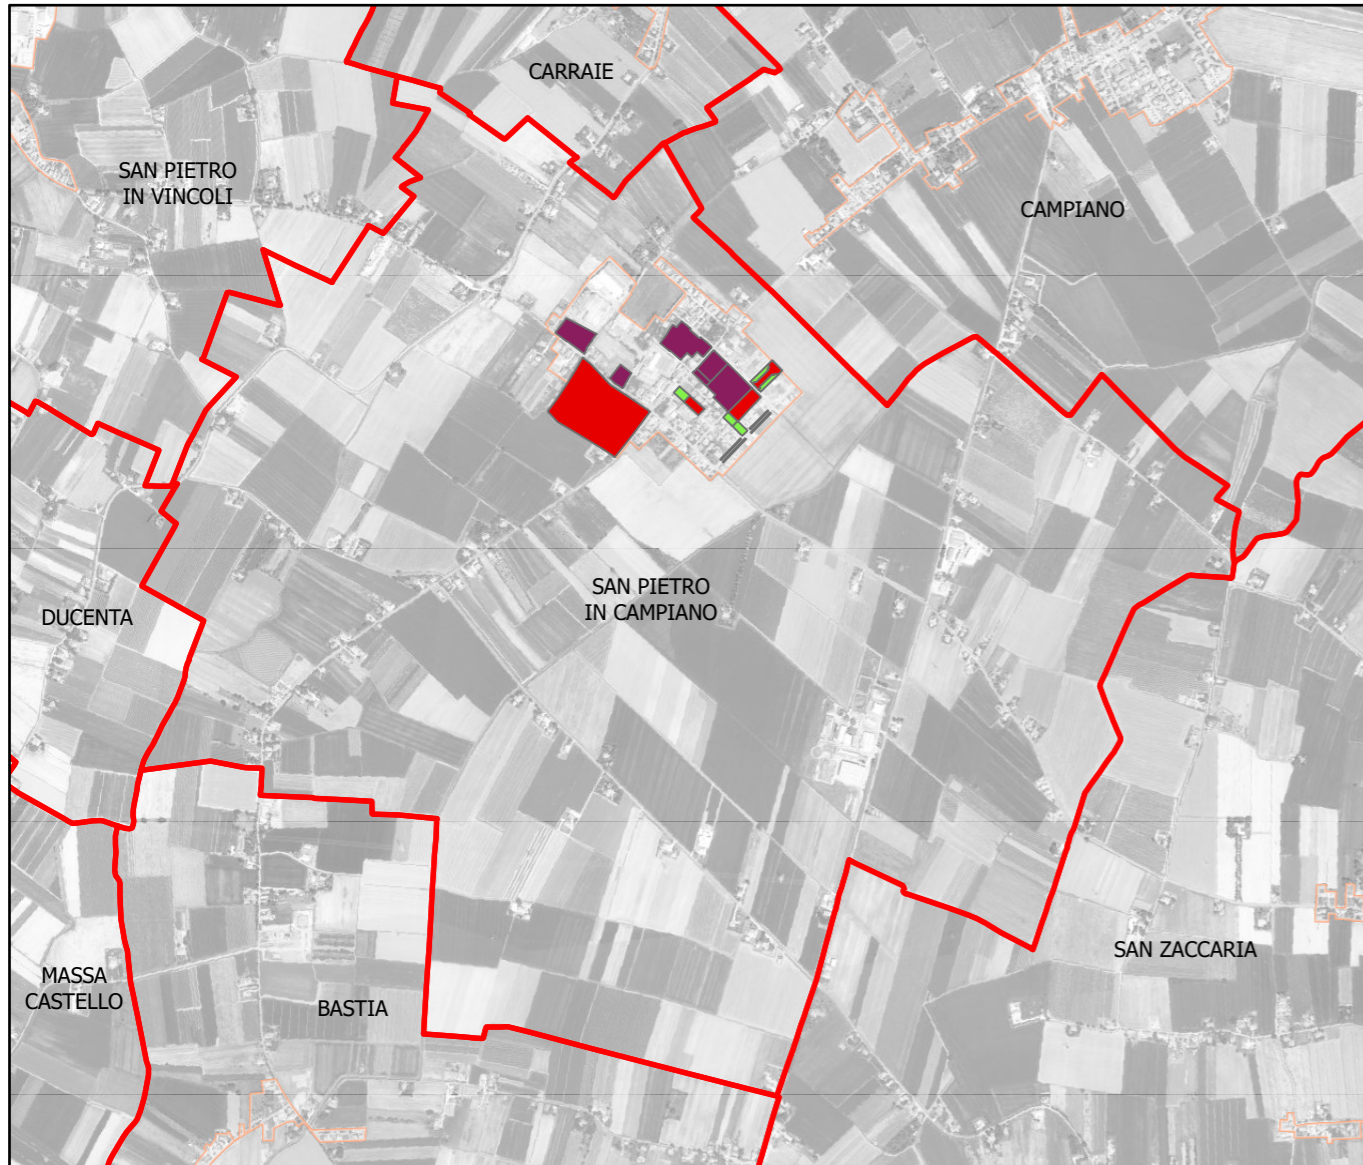 CARRAIE
SAN PIETRO
IN VINCOLI
CAMPIANO
SAN PIETRO
IN CAMPIANO
DUCENTA
SAN ZACCARIA
MASSA
CASTELLO
BASTIA